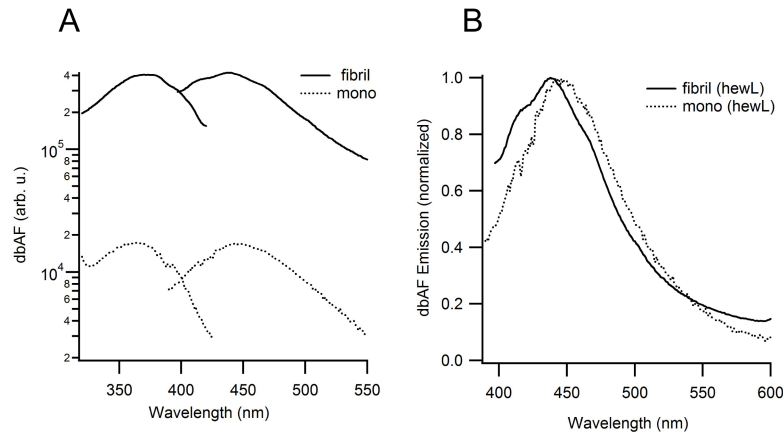 A
fibril
mono
4
2
10⁵
8
6
4
2
10⁴
8
6
4
2
dbAF (arb. u.)
350 400 450 500 550
Wavelength (nm)
B
fibril (hewL)
mono (hewL)
1.0
0.8
0.6
0.4
0.2
0.0
dbAF Emission (normalized)
400 450 500 550 600
Wavelength (nm)